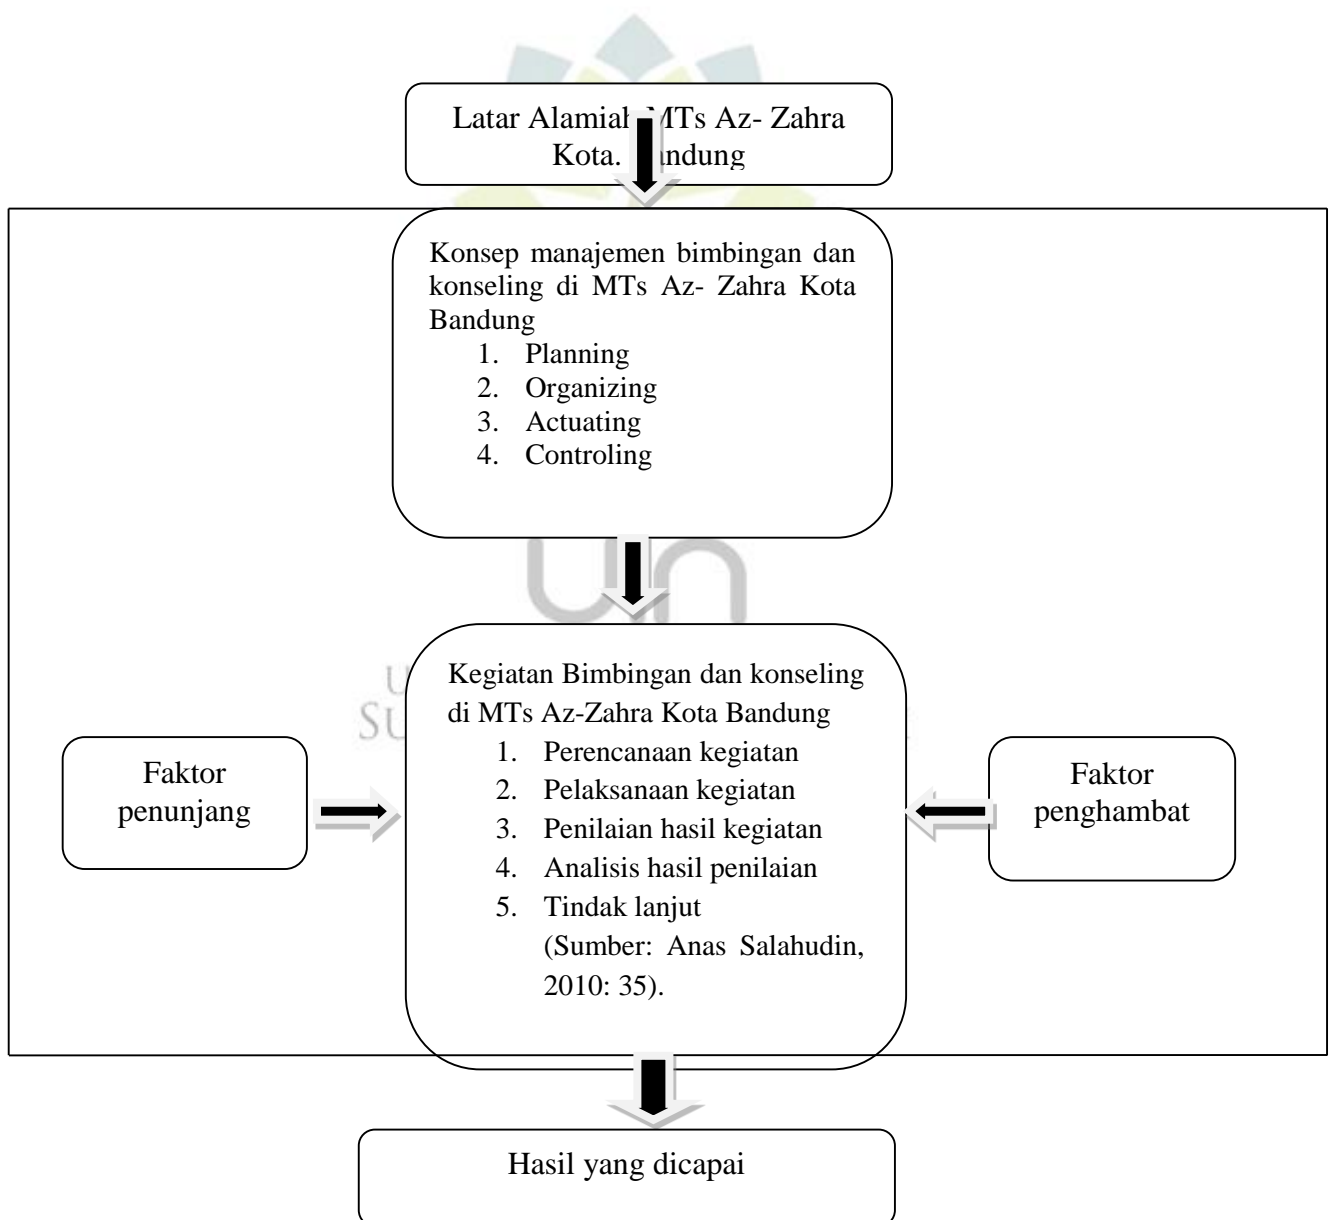 Latar Alamiah MTs Az- Zahra
Kota.
Konsep manajemen bimbingan dan
konseling di MTs Az- Zahra Kota
Bandung
1. Planning
2. Organizing
3. Actuating
4. Controling
uin
Kegiatan Bimbingan dan konseling
di MTs Az-Zahra Kota Bandung
1. Perencanaan kegiatan
2. Pelaksanaan kegiatan
3. Penilaian hasil kegiatan
4. Analisis hasil penilaian
5. Tindak lanjut
(Sumber: Anas Salahudin,
2010: 35).
Faktor
penunjang
Faktor
penghambat
Hasil yang dicapai